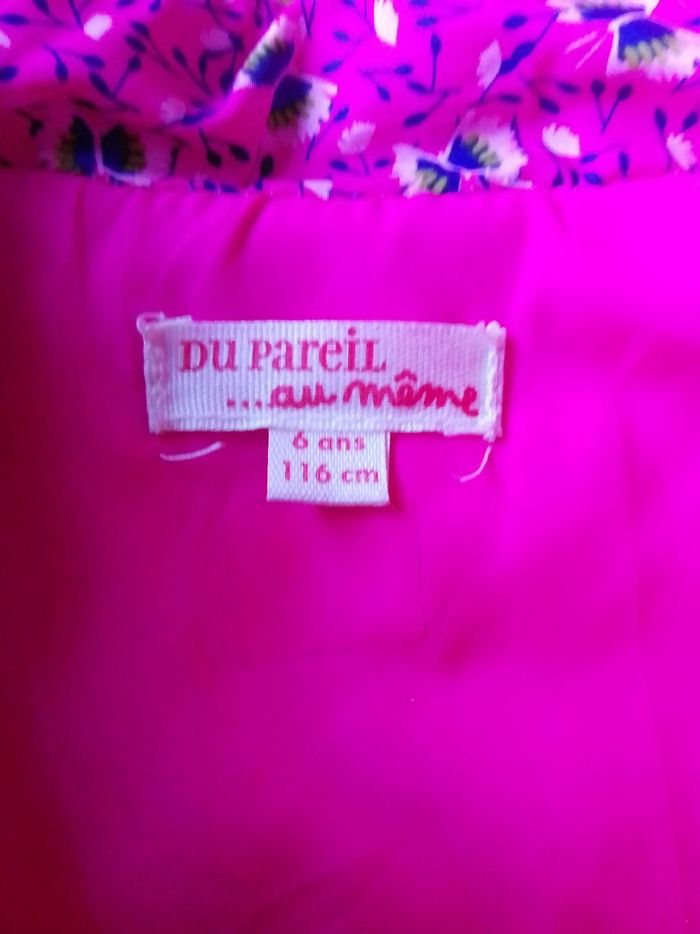 DU PareiL
...au même
6 ans
116 cm